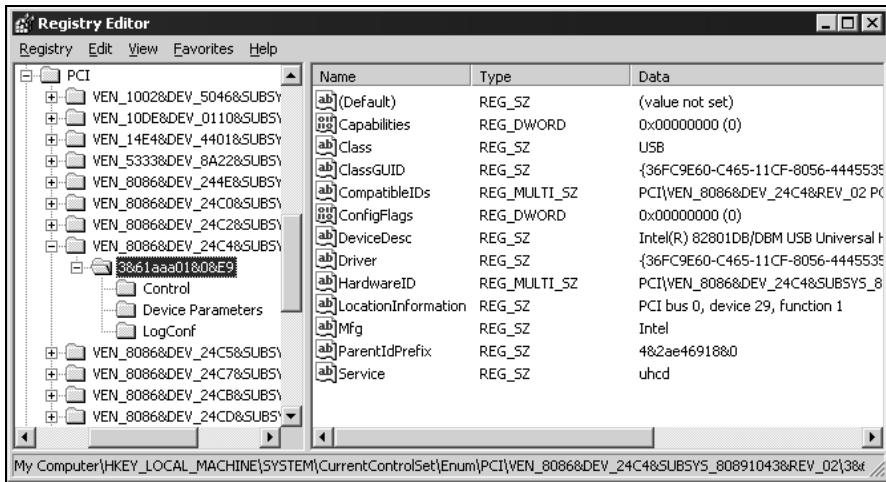 Registry Editor
Registry Edit View Favorites Help
PCI
VEN_1002&DEV_5046&SUBSY
VEN_10DE&DEV_0110&SUBSY
VEN_14E4&DEV_4401&SUBSY
VEN_5333&DEV_8A22&SUBSY
VEN_8086&DEV_244E&SUBSY
VEN_8086&DEV_24C0&SUBSY
VEN_8086&DEV_24C2&SUBSY
VEN_8086&DEV_24C4&SUBSY
3&61aaa01&0&E9
Control
Device Parameters
LogConf
VEN_8086&DEV_24C5&SUBSY
VEN_8086&DEV_24C7&SUBSY
VEN_8086&DEV_24CB&SUBSY
VEN_8086&DEV_24CD&SUBSY
Name Type Data
(Default) REG_SZ (value not set)
Capabilities REG_DWORD 0x00000000 (0)
Class REG_SZ USB
ClassGUID REG_SZ {36FC9E60-C465-11CF-8056-4445535
CompatibleIDs REG_MULTI_SZ PCI\VEN_8086&DEV_24C4&REV_02 PC
ConfigFlags REG_DWORD 0x00000000 (0)
DeviceDesc REG_SZ Intel(R) 82801DB/DBM USB Universal H
Driver REG_SZ {36FC9E60-C465-11CF-8056-4445535
HardwareID REG_MULTI_SZ PCI\VEN_8086&DEV_24C4&SUBSYS_8
LocationInformation REG_SZ PCI bus 0, device 29, function 1
Mfg REG_SZ Intel
ParentIdPrefix REG_SZ 4&2ae46918&0
Service REG_SZ uhcd
My Computer\HKEY_LOCAL_MACHINE\SYSTEM\CurrentControlSet\Enum\PCI\VEN_8086&DEV_24C4&SUBSYS_80891043&REV_02\3&6